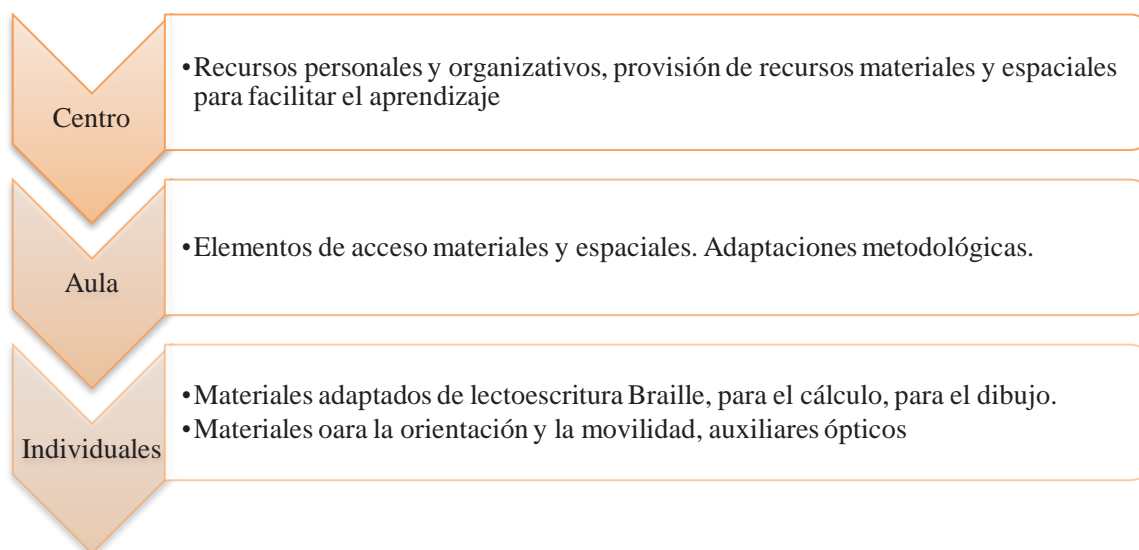 Centro
•Recursos personales y organizativos, provisión de recursos materiales y espaciales
para facilitar el aprendizaje
Aula
•Elementos de acceso materiales y espaciales. Adaptaciones metodológicas.
Individuales
•Materiales adaptados de lectoescritura Braille, para el cálculo, para el dibujo.
•Materiales oara la orientación y la movilidad, auxiliares ópticos